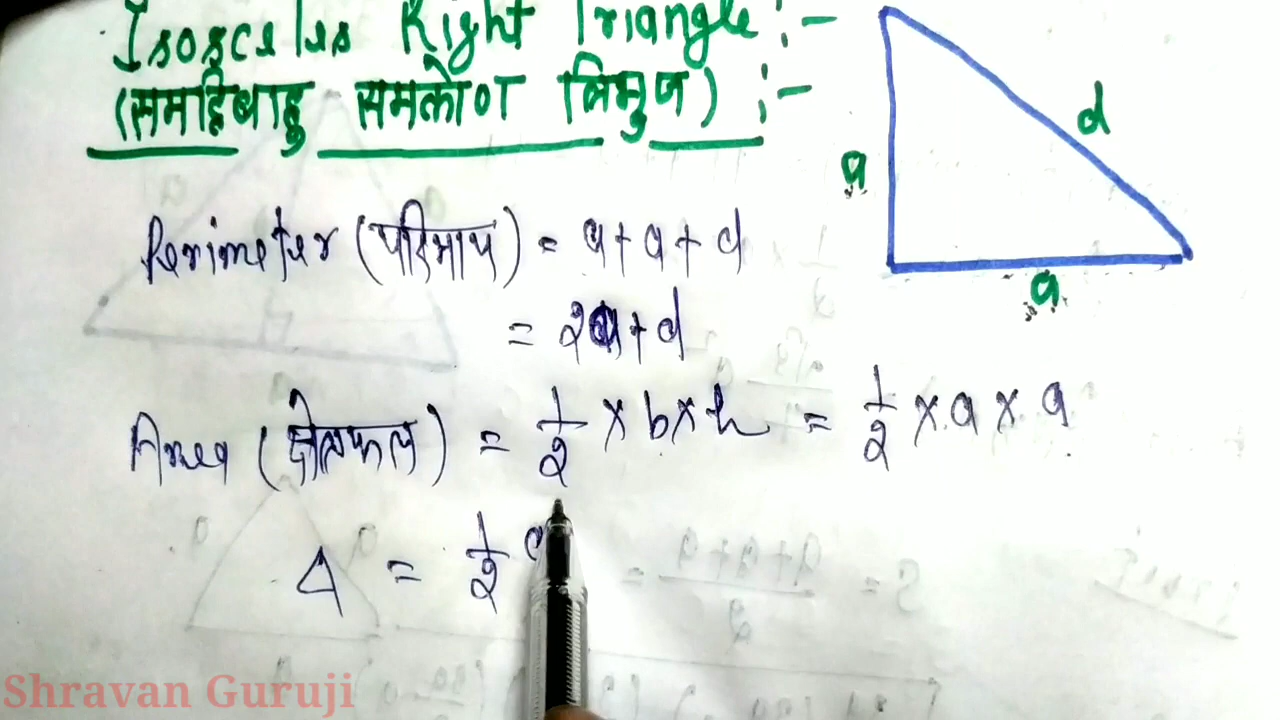 Isosceles Right Triangle :-
(समद्विबाहु समकोण त्रिभुज) :-
d
a
a
Perimeter (परिमाप) = a + a + d
= 2a + d
Area (क्षेत्रफल) = 1/2 × b × h = 1/2 × a × a
Δ = 1/2 a
Shravan Guruji